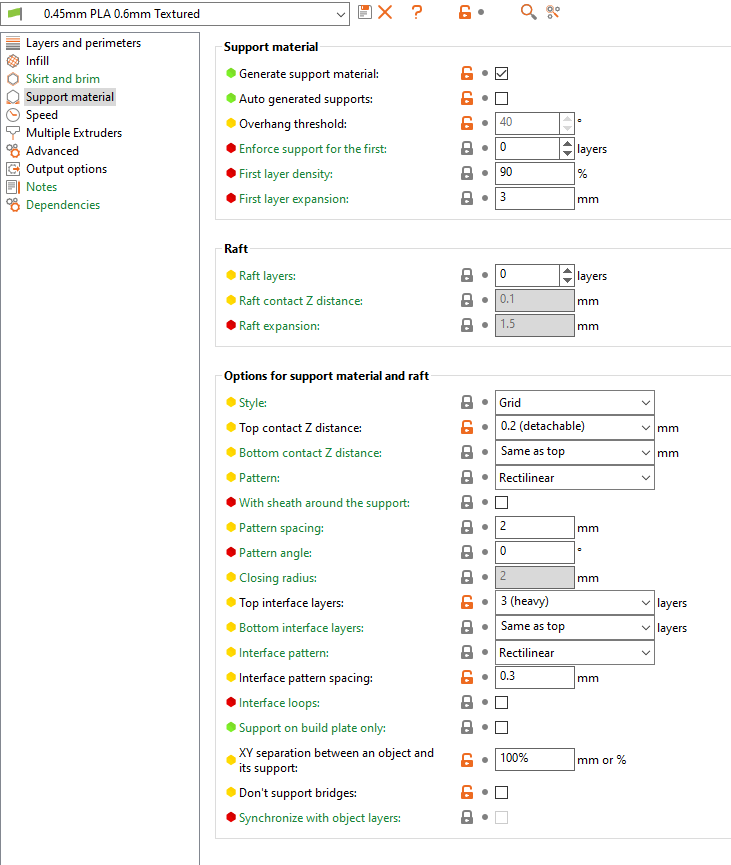 0.45mm PLA 0.6mm Textured
Layers and perimeters
Infill
Skirt and brim
Support material
Speed
Multiple Extruders
Advanced
Output options
Notes
Dependencies
Support material
Generate support material:
Auto generated supports:
Overhang threshold: 40 °
Enforce support for the first: 0 layers
First layer density: 90 %
First layer expansion: 3 mm
Raft
Raft layers: 0 layers
Raft contact Z distance: 0.1 mm
Raft expansion: 1.5 mm
Options for support material and raft
Style: Grid
Top contact Z distance: 0.2 (detachable) mm
Bottom contact Z distance: Same as top mm
Pattern: Rectilinear
With sheath around the support:
Pattern spacing: 2 mm
Pattern angle: 0 °
Closing radius: 2 mm
Top interface layers: 3 (heavy) layers
Bottom interface layers: Same as top layers
Interface pattern: Rectilinear
Interface pattern spacing: 0.3 mm
Interface loops:
Support on build plate only:
XY separation between an object and
its support: 100% mm or %
Don't support bridges:
Synchronize with object layers: